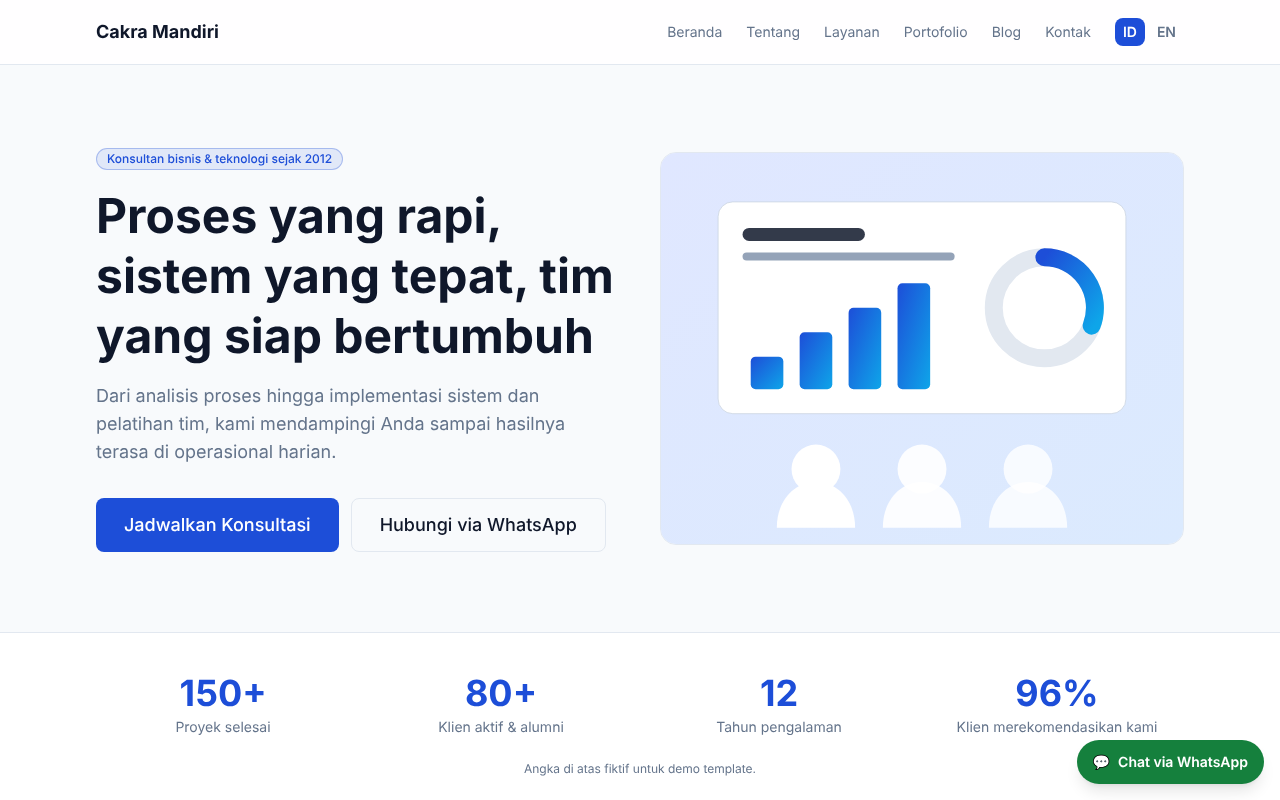 Cakra Mandiri
Beranda
Tentang
Layanan
Portofolio
Blog
Kontak
ID
EN
Konsultan bisnis & teknologi sejak 2012
Proses yang rapi,
sistem yang tepat, tim
yang siap bertumbuh
Dari analisis proses hingga implementasi sistem dan
pelatihan tim, kami mendampingi Anda sampai hasilnya
terasa di operasional harian.
Jadwalkan Konsultasi
Hubungi via WhatsApp
150+
Proyek selesai
80+
Klien aktif & alumni
12
Tahun pengalaman
96%
Klien merekomendasikan kami
Angka di atas fiktif untuk demo template.
💬 Chat via WhatsApp